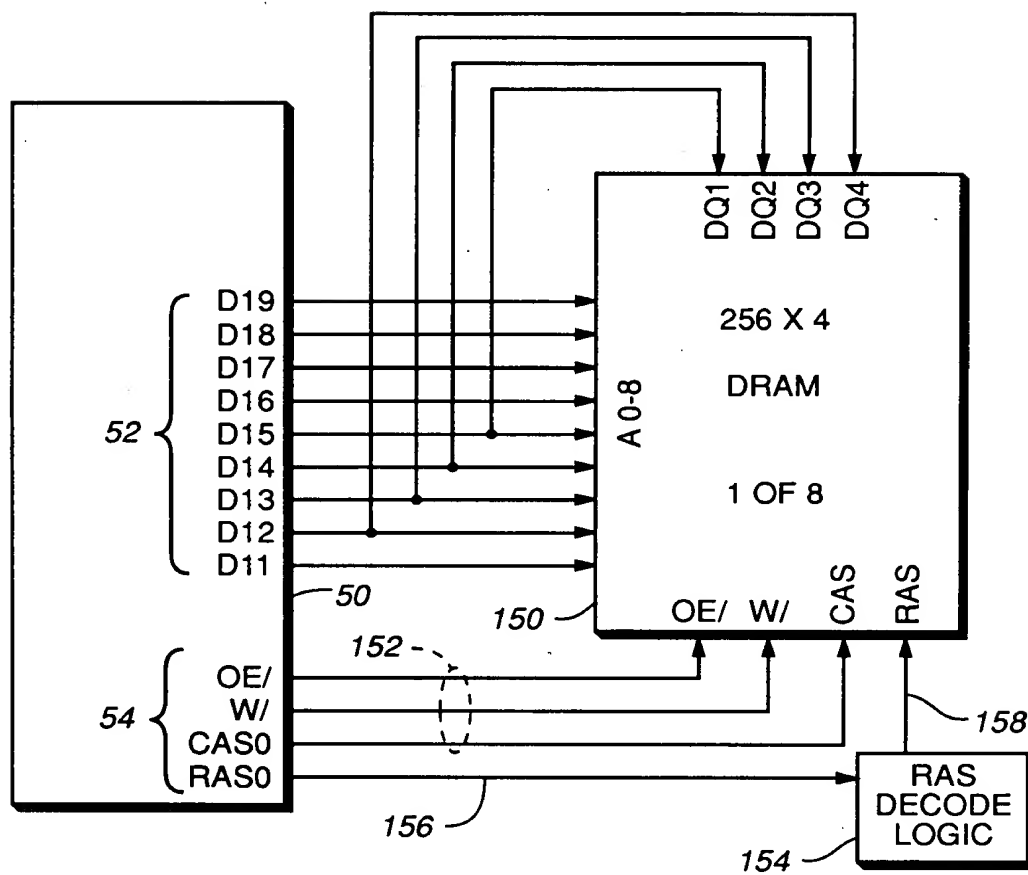 DQ1
DQ2
DQ3
DQ4
D19
D18
D17
D16
D15
D14
D13
D12
D11
52
A 0-8
256 X 4
DRAM
1 OF 8
50
150
OE/
W/
CAS
RAS
152
54
OE/
W/
CAS0
RAS0
156
158
RAS
DECODE
LOGIC
154